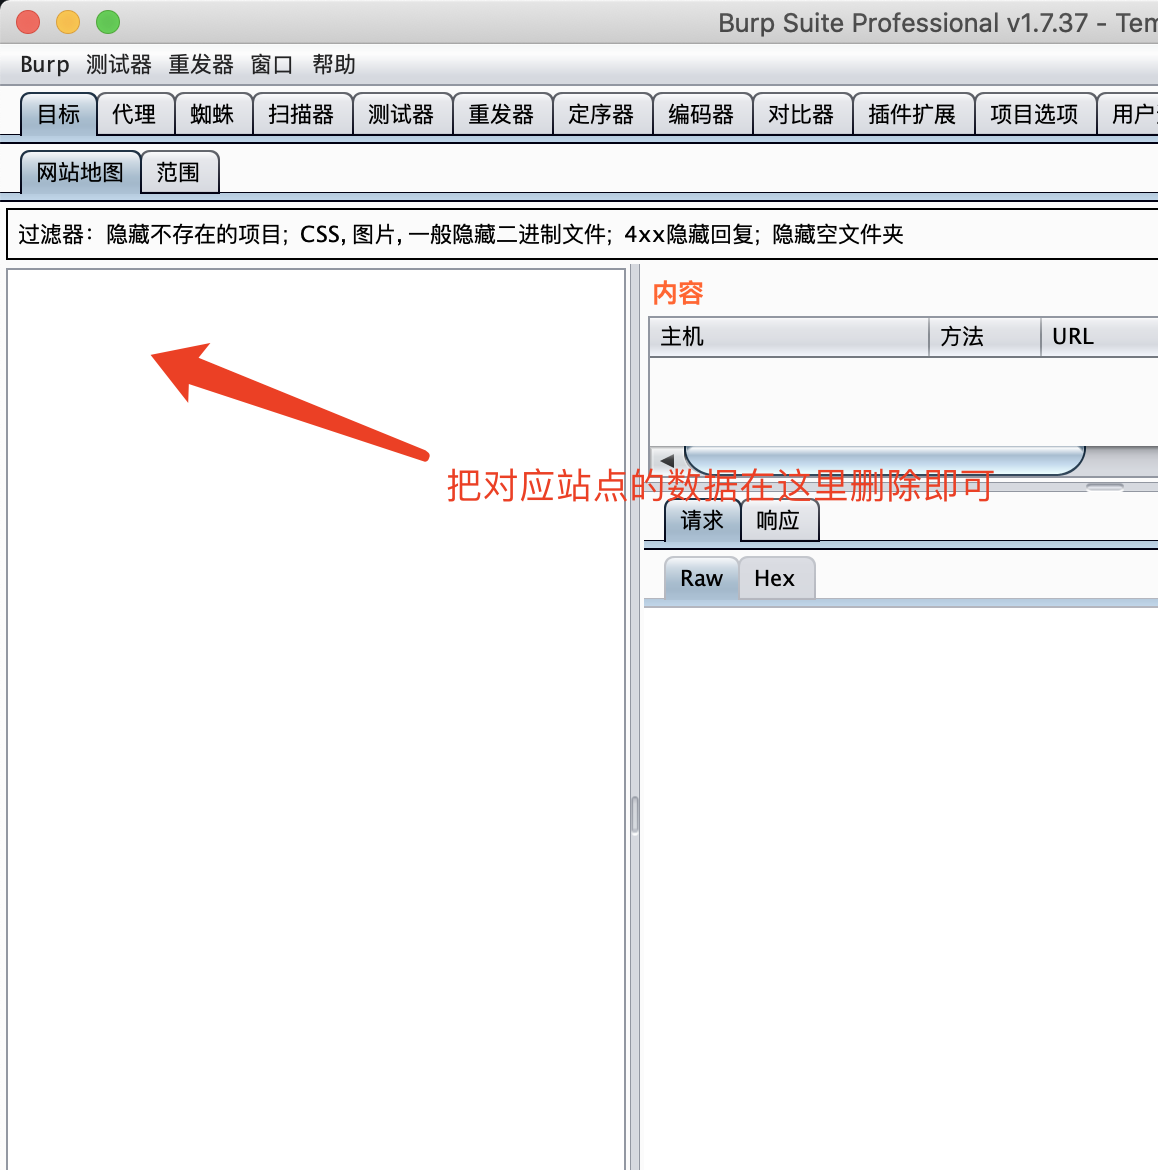 Burp Suite Professional v1.7.37 - Tem
Burp 测试器 重发器 窗口 帮助
目标 代理 蜘蛛 扫描器 测试器 重发器 定序器 编码器 对比器 插件扩展 项目选项 用户
网站地图 范围
过滤器：隐藏不存在的项目；CSS, 图片, 一般隐藏二进制文件；4xx隐藏回复；隐藏空文件夹
内容
主机 方法 URL
把对应站点的数据在这里删除即可
请求 响应
Raw Hex